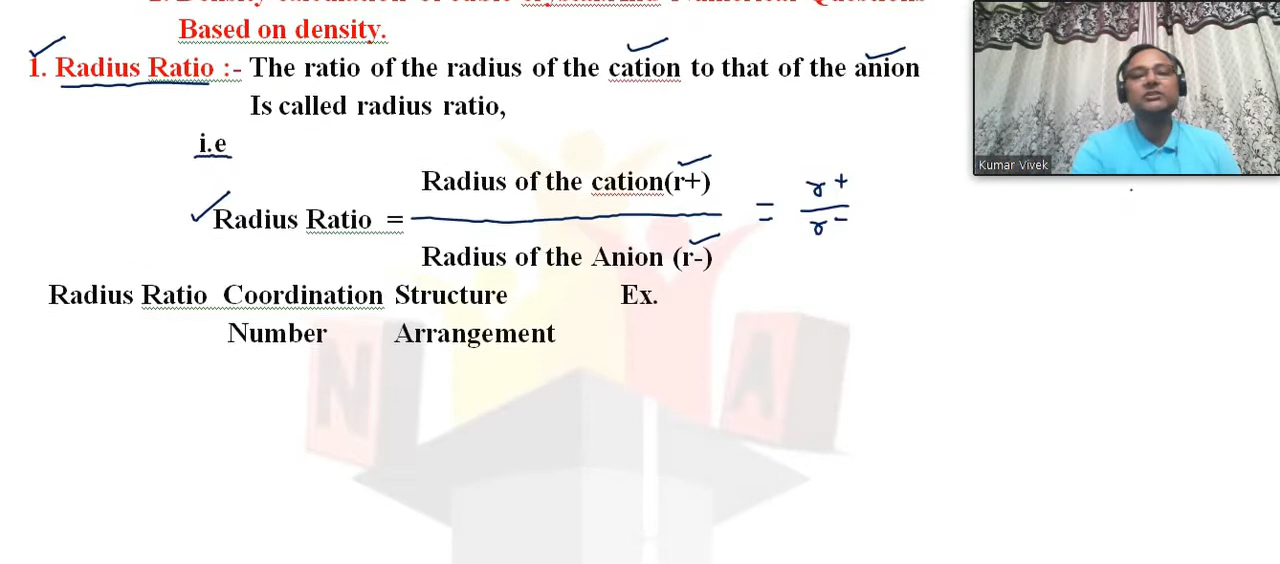 Based on density.
1. Radius Ratio :- The ratio of the radius of the cation to that of the anion
Is called radius ratio,
i.e
Radius of the cation(r+)
Radius Ratio = = r+
r-
Radius of the Anion (r-)
Radius Ratio Coordination Structure Ex.
Number Arrangement
N A
Kumar Vivek